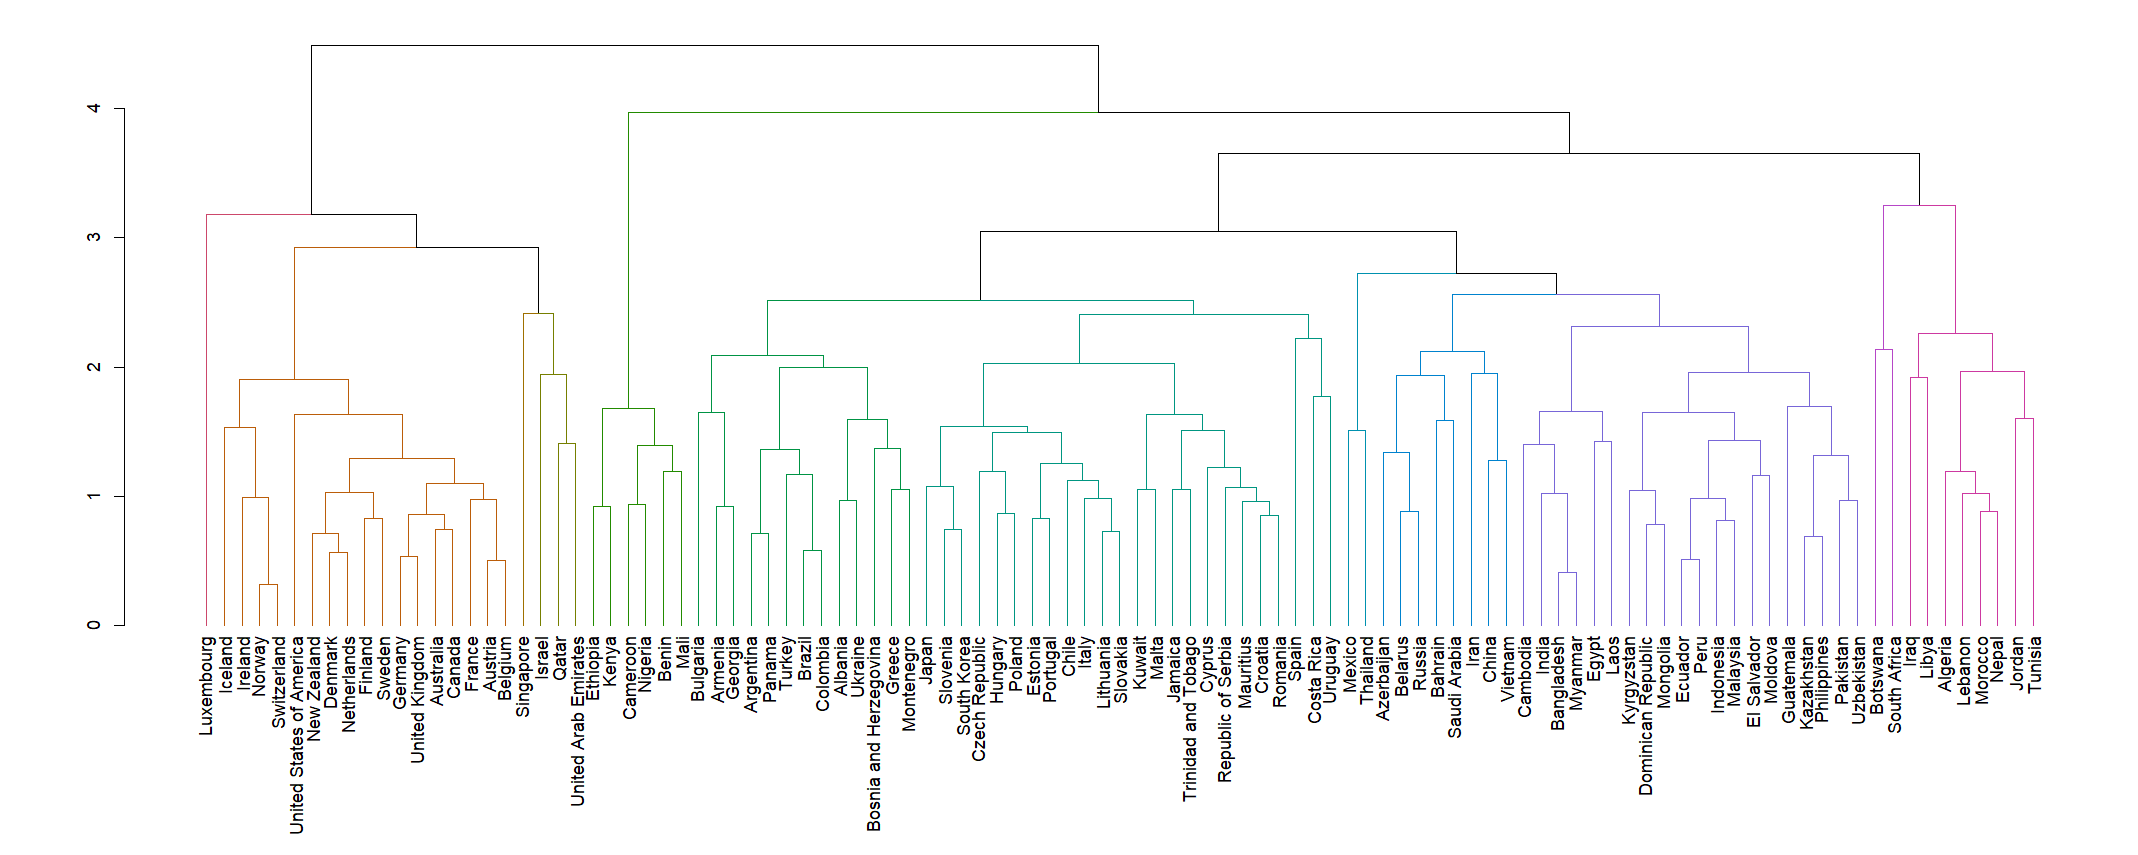 4
3
2
1
0
Luxembourg
Iceland
Ireland
Norway
Switzerland
United States of America
New Zealand
Denmark
Netherlands
Finland
Sweden
Germany
United Kingdom
Australia
Canada
France
Austria
Belgium
Singapore
Israel
Qatar
United Arab Emirates
Ethiopia
Kenya
Cameroon
Nigeria
Benin
Mali
Bulgaria
Armenia
Georgia
Argentina
Panama
Turkey
Brazil
Colombia
Albania
Ukraine
Bosnia and Herzegovina
Greece
Montenegro
Japan
Slovenia
South Korea
Czech Republic
Hungary
Poland
Estonia
Portugal
Chile
Italy
Lithuania
Slovakia
Kuwait
Malta
Jamaica
Trinidad and Tobago
Cyprus
Republic of Serbia
Mauritius
Croatia
Romania
Spain
Costa Rica
Uruguay
Mexico
Thailand
Azerbaijan
Belarus
Russia
Bahrain
Saudi Arabia
Iran
China
Vietnam
Cambodia
India
Bangladesh
Myanmar
Egypt
Laos
Kyrgyzstan
Dominican Republic
Mongolia
Ecuador
Peru
Indonesia
Malaysia
El Salvador
Moldova
Guatemala
Kazakhstan
Philippines
Pakistan
Uzbekistan
Botswana
South Africa
Iraq
Libya
Algeria
Lebanon
Morocco
Nepal
Jordan
Tunisia